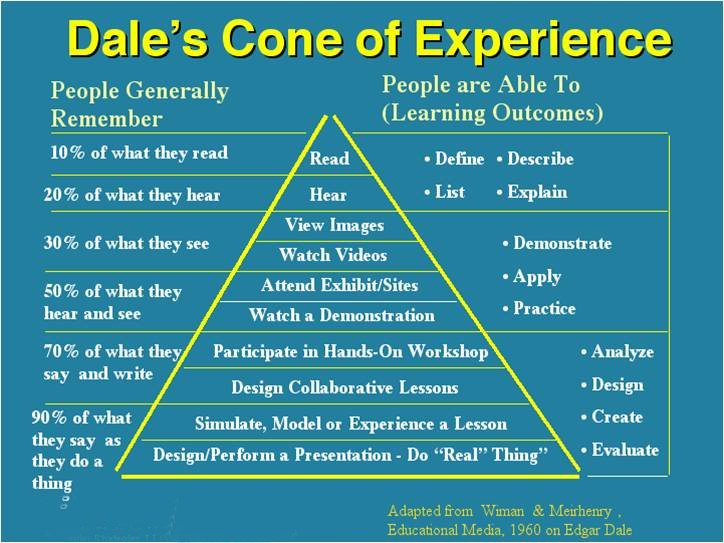 Dale's Cone of Experience
People Generally
Remember
People are Able To
(Learning Outcomes)
10% of what they read
Read
• Define • Describe
20% of what they hear
Hear
• List • Explain
View Images
30% of what they see
• Demonstrate
Watch Videos
• Apply
50% of what they
hear and see
Attend Exhibit/Sites
Watch a Demonstration
• Practice
70% of what they
say and write
Participate in Hands-On Workshop
• Analyze
Design Collaborative Lessons
• Design
90% of what
they say as
they do a
thing
Simulate, Model or Experience a Lesson
• Create
Design/Perform a Presentation - Do “Real” Thing”
• Evaluate
Adapted from Wiman & Meirhenry ,
Educational Media, 1960 on Edgar Dale